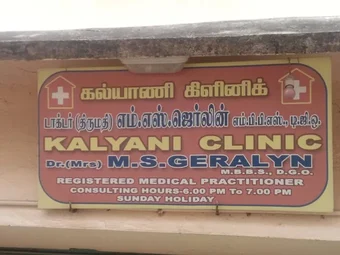 கல்யாணி கிளினிக்
டாக்டர் (திருமதி) எம்.எஸ்.ஜெர்லின் எம்.பி.பி.எஸ்., டி.ஜி.ஓ.
KALYANI CLINIC
Dr.(Mrs) M.S.GERALYN
M.B.B.S., D.G.O.
REGISTERED MEDICAL PRACTITIONER
CONSULTING HOURS-6.00 PM To 7.00 PM
SUNDAY HOLIDAY